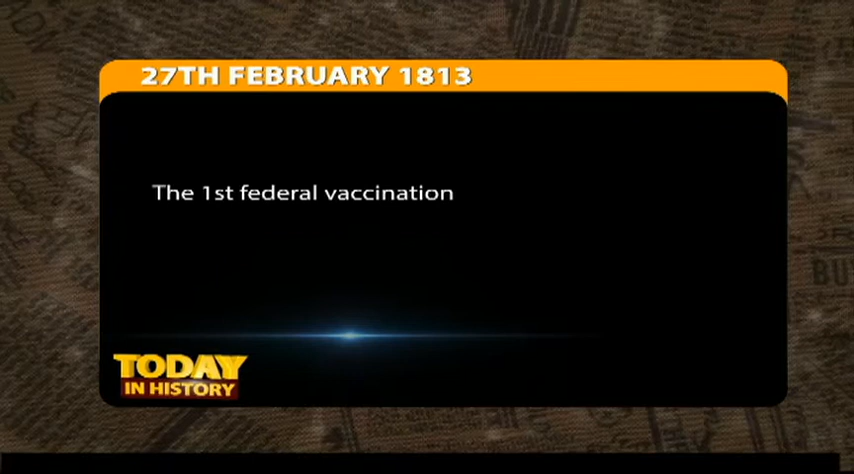 27TH FEBRUARY 1813
The 1st federal vaccination
TODAY
IN HISTORY